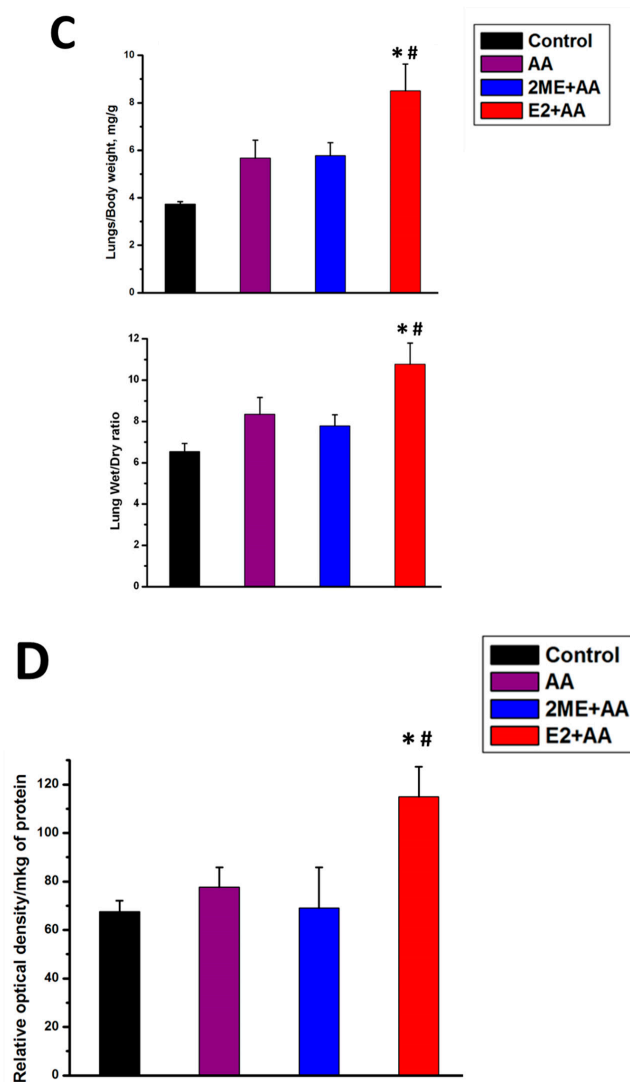 C
Control
AA
2ME+AA
E2+AA
Lungs/Body weight, mg/g
10
8
6
4
2
0
*#
Lung Wet/Dry ratio
12
10
8
6
4
2
0
*#
D
Control
AA
2ME+AA
E2+AA
Relative optical density/mkg of protein
120
100
80
60
40
20
0
*#